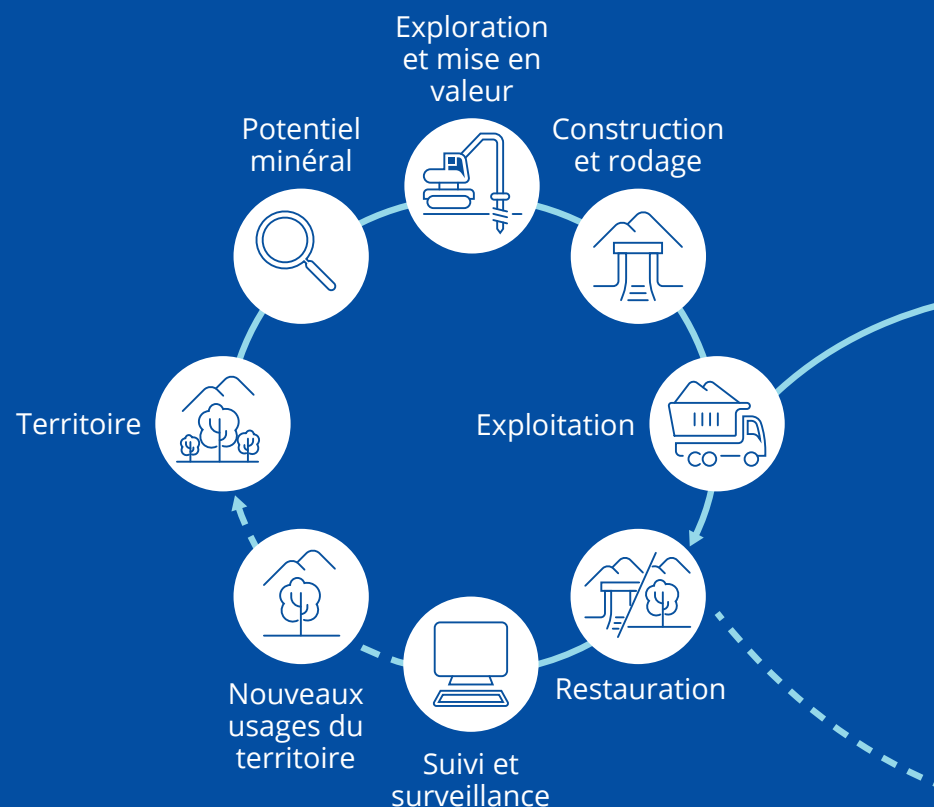 Exploration
et mise en
valeur
Potentiel
minéral
Construction
et rodage
Territoire
Exploitation
Restauration
Nouveaux
usages du
territoire
Suivi et
surveillance